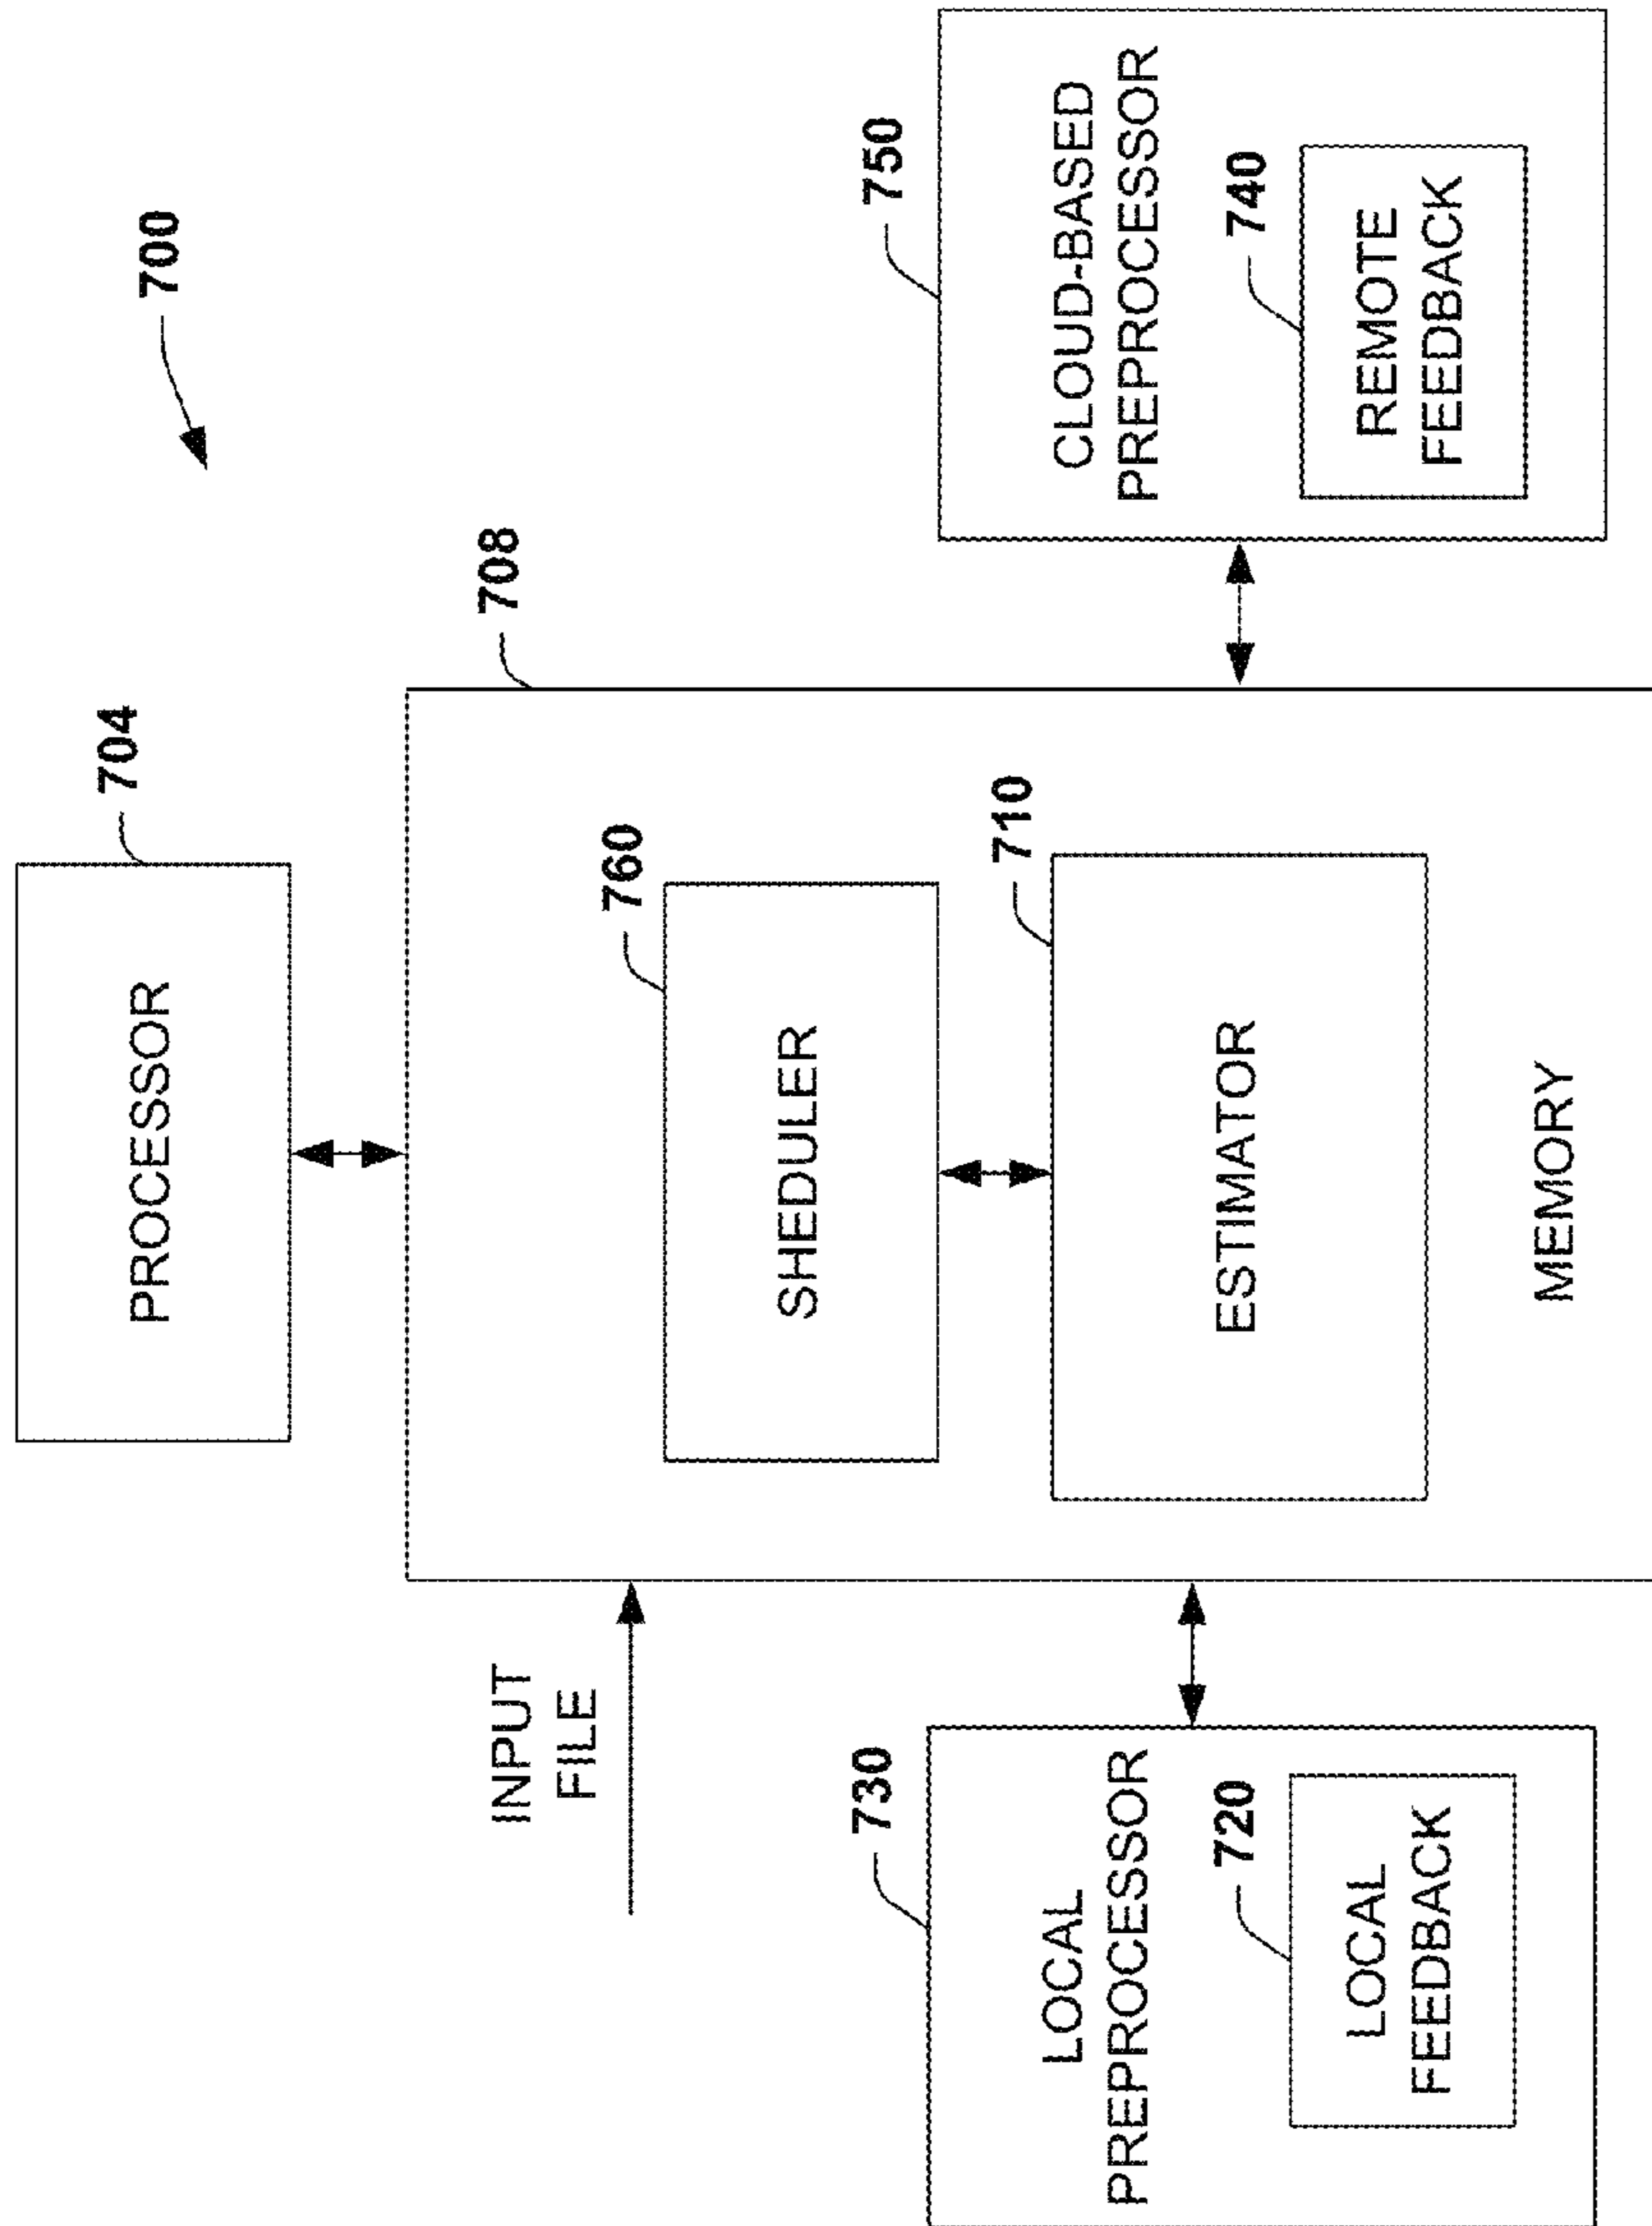 700
704
PROCESSOR
708
INPUT
FILE
760
SHEDULER
710
ESTIMATOR
MEMORY
730
LOCAL
PREPROCESSOR
720
LOCAL
FEEDBACK
750
CLOUD-BASED
PREPROCESSOR
740
REMOTE
FEEDBACK